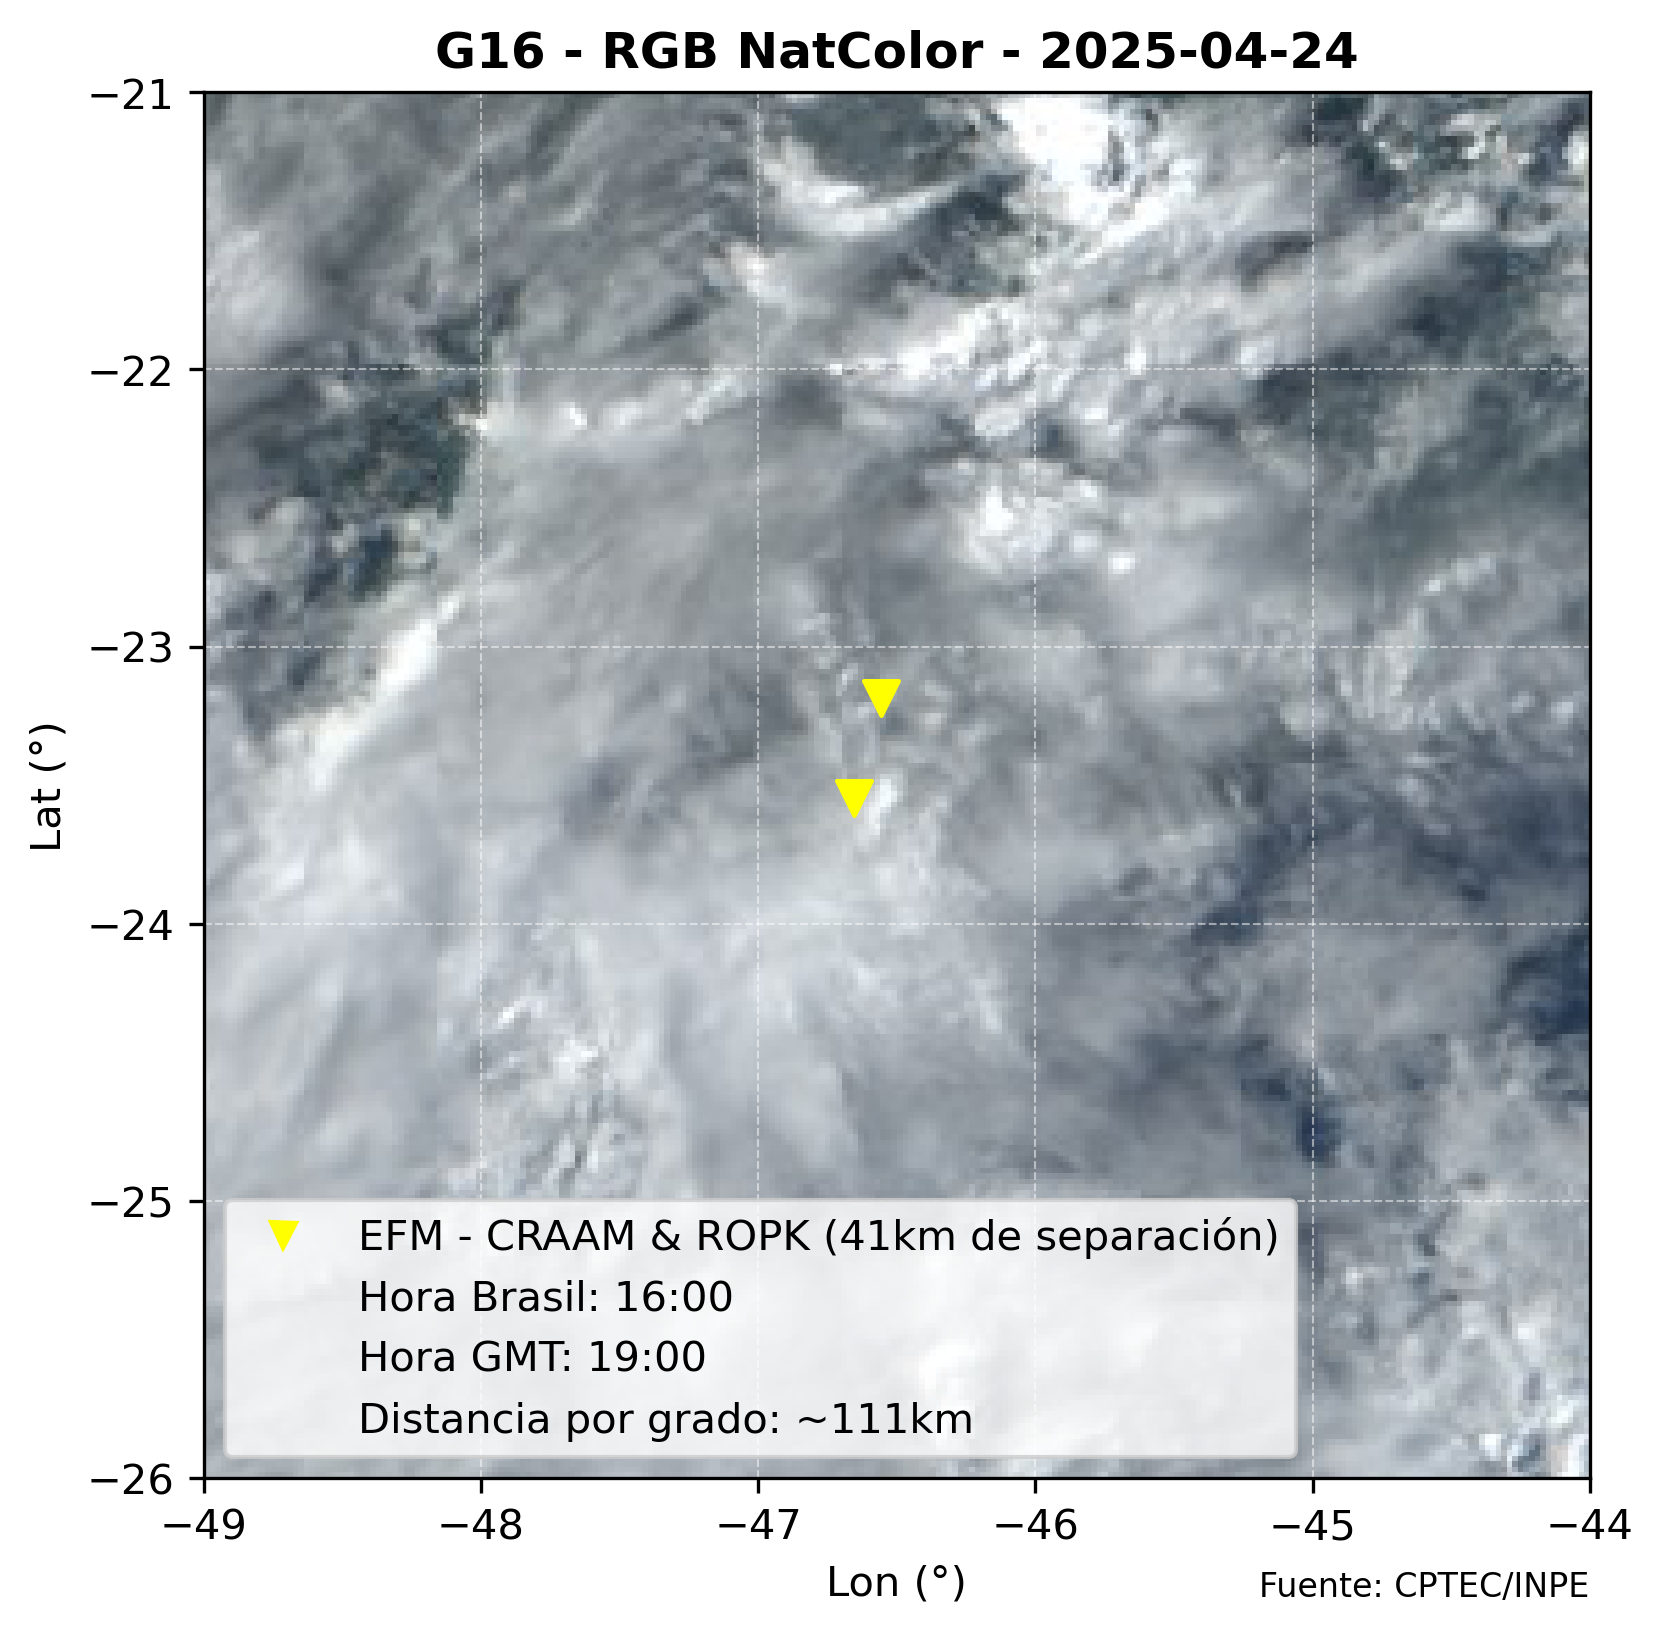 G16 - RGB NatColor - 2025-04-24
−21
−22
−23
−24
−25
−26
Lat (°)
EFM - CRAAM & ROPK (41km de separación)
Hora Brasil: 16:00
Hora GMT: 19:00
Distancia por grado: ~111km
−49 −48 −47 −46 −45 −44
Lon (°)
Fuente: CPTEC/INPE